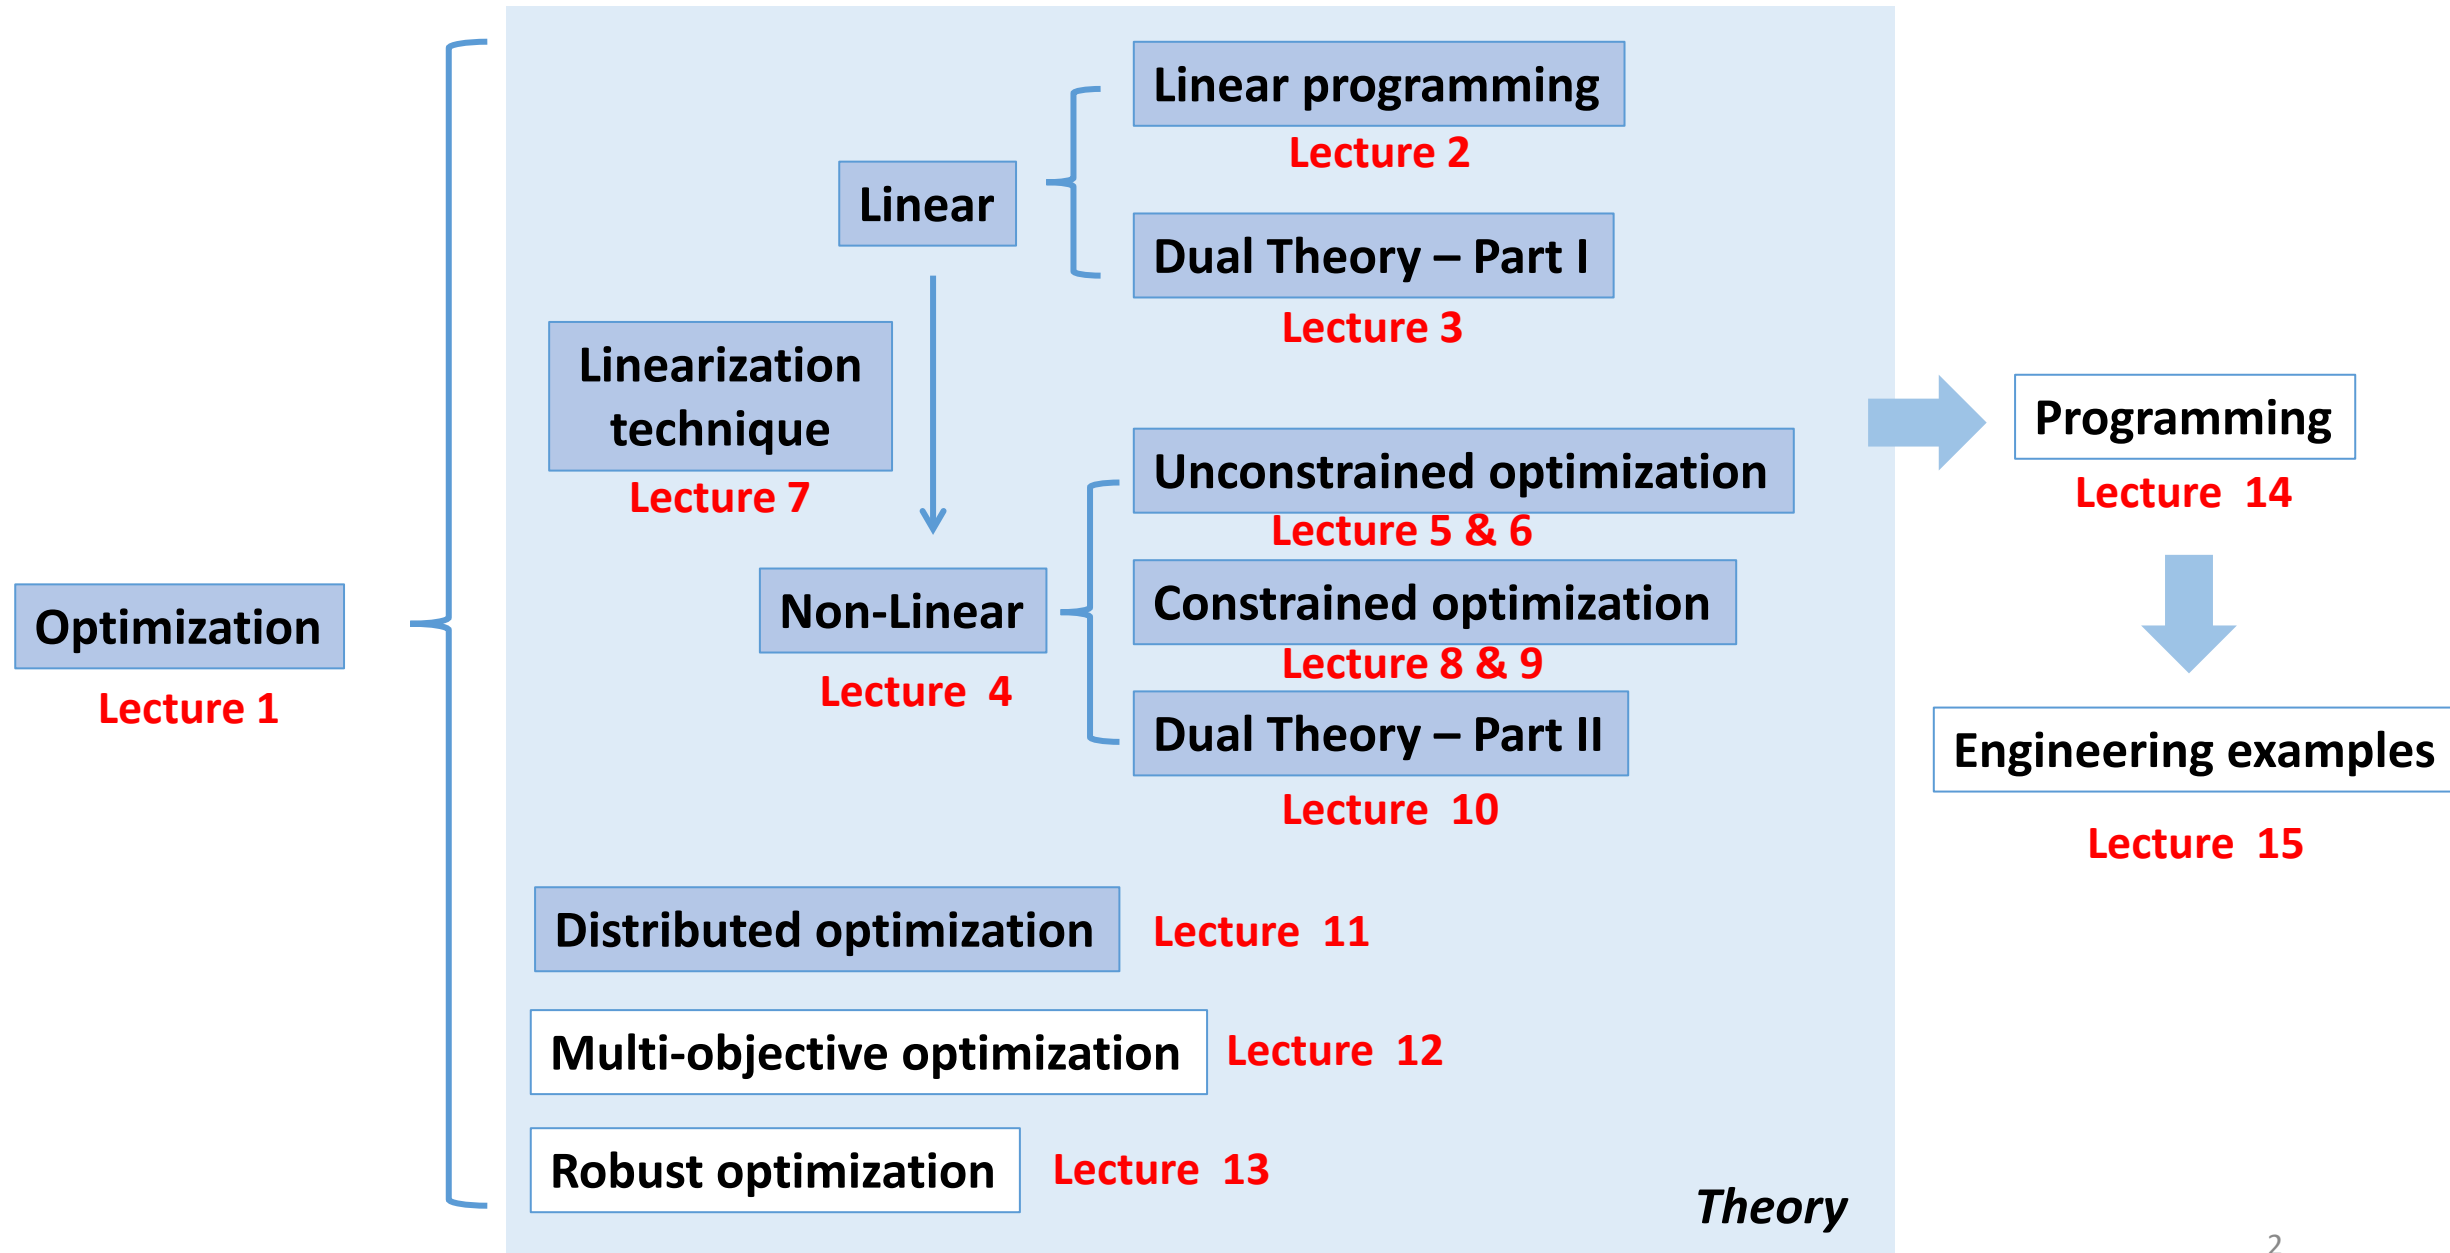 Optimization
Lecture 1
Linear
Linear programming
Lecture 2
Dual Theory – Part I
Lecture 3
Linearization
technique
Lecture 7
Non-Linear
Lecture  4
Unconstrained optimization
Lecture 5 & 6
Constrained optimization
Lecture 8 & 9
Dual Theory – Part II
Lecture  10
Distributed optimization
Lecture  11
Multi-objective optimization
Lecture  12
Robust optimization
Lecture  13
Theory
Programming
Lecture  14
Engineering examples
Lecture  15
2